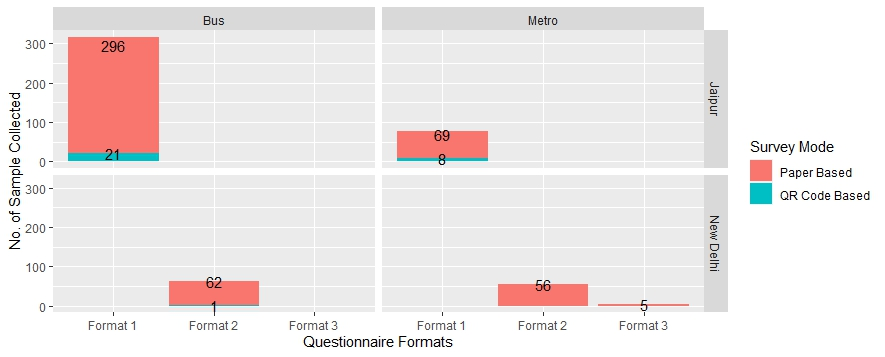 Bus
Metro
No. of Sample Collected
300
200
100
0
296
21
69
8
Jaipur
300
200
100
0
62
1
56
5
New Delhi
Format 1
Format 2
Format 3
Format 1
Format 2
Format 3
Questionnaire Formats
Survey Mode
Paper Based
QR Code Based